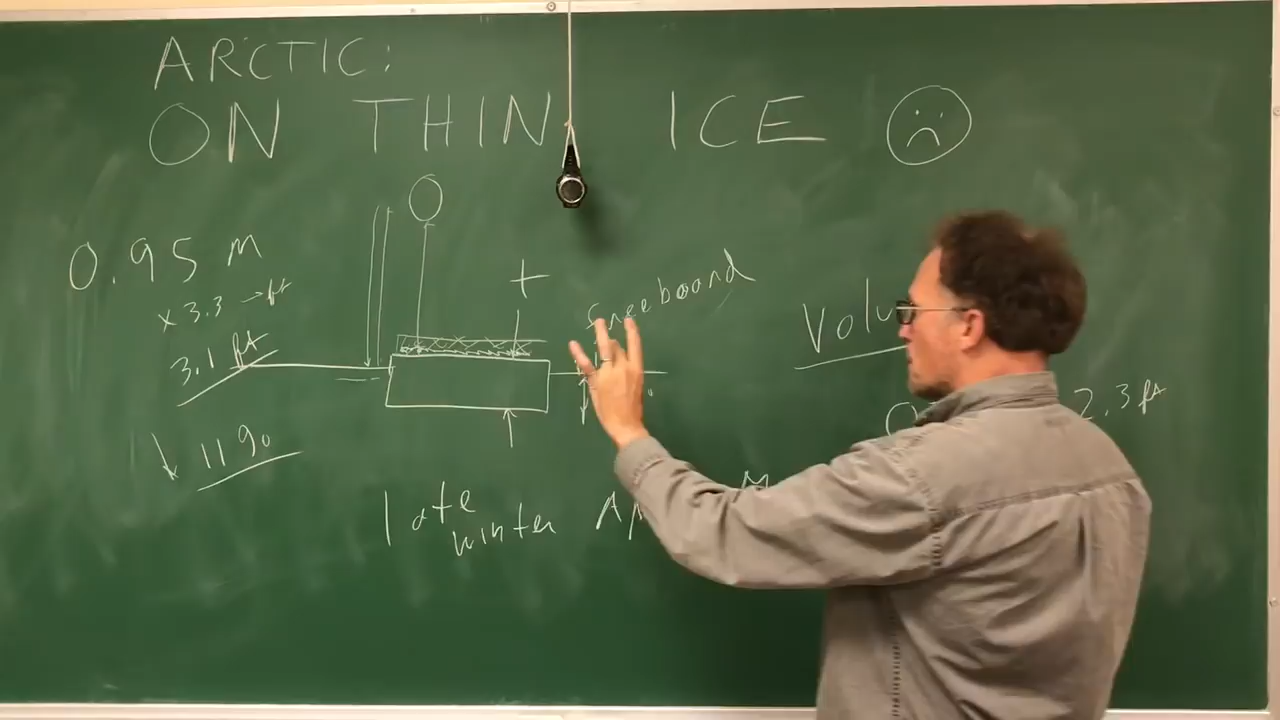 ARCTIC:
ON THIN ICE
0.95 m
x 3.3 → ft
3.1 ft
↓ 11%
+
freeboard
late
winter
Volu
2.3 ft